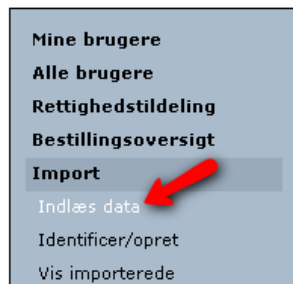 Mine brugere
Alle brugere
Rettighedstildeling
Bestillingsoversigt
Import
Indlæs data
Identificer/opret
Vis importerede